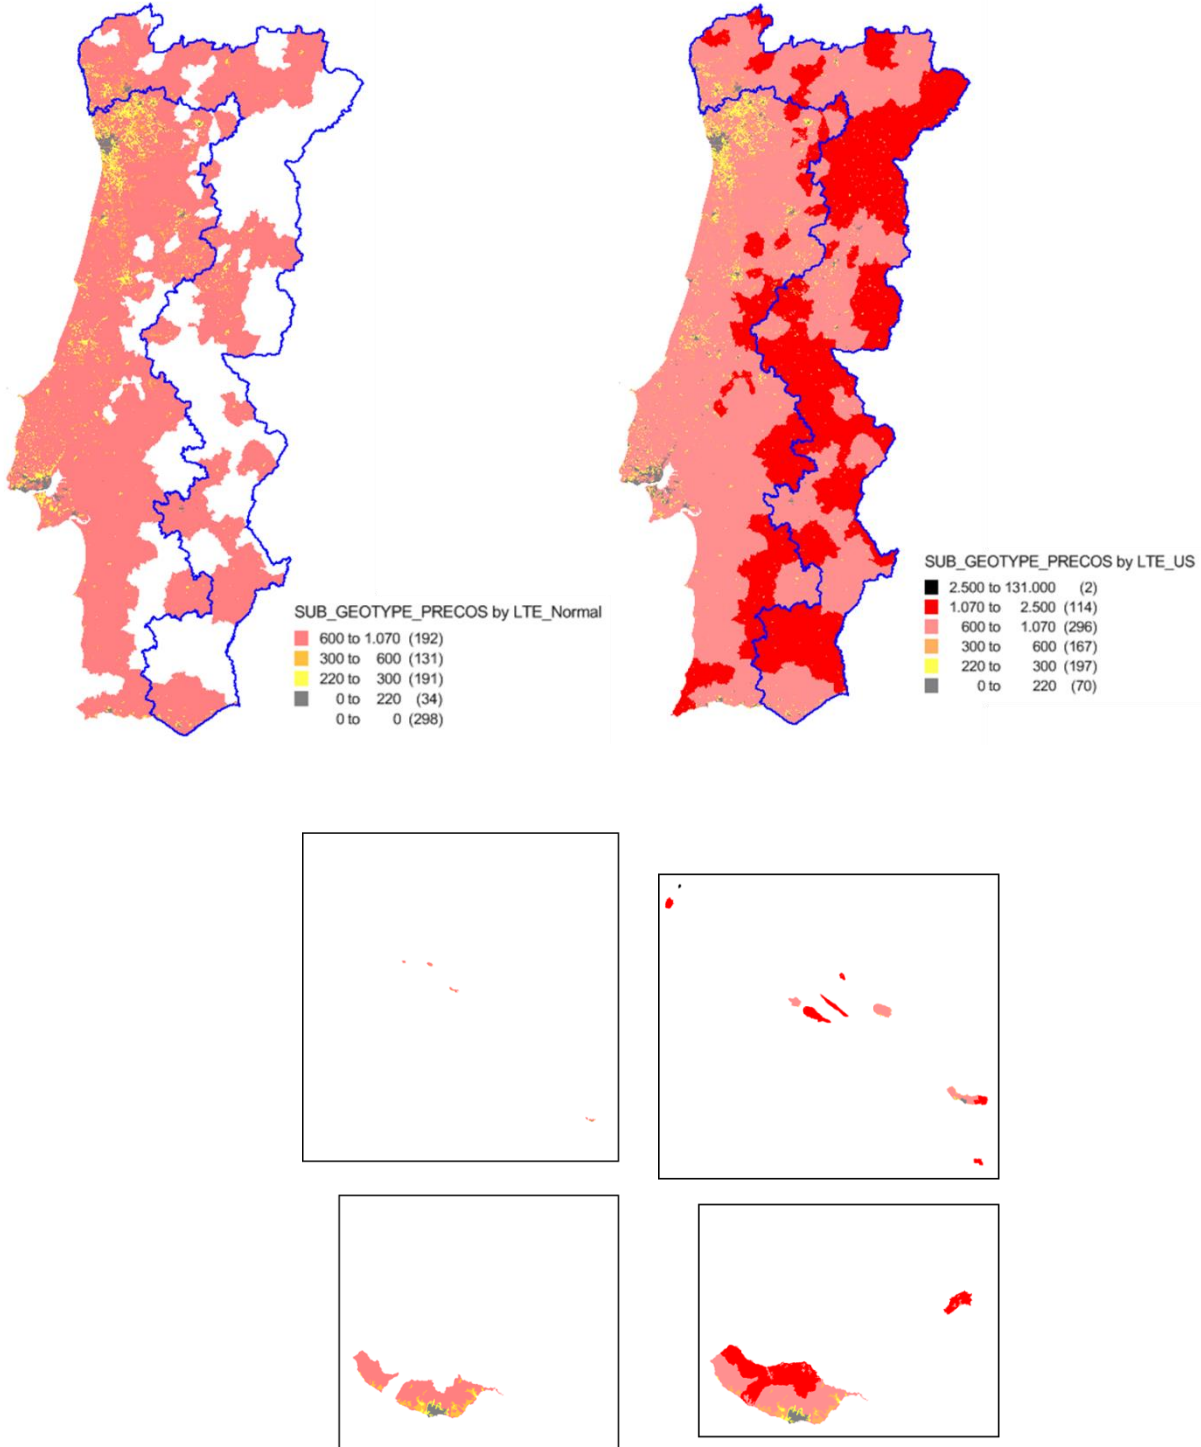 SUB_GEOTYPE_PRECOS by LTE_Normal
600 to 1.070 (192)
300 to 600 (131)
220 to 300 (191)
0 to 220 (34)
0 to 0 (298)
SUB_GEOTYPE_PRECOS by LTE_US
2.500 to 131.000 (2)
1.070 to 2.500 (114)
600 to 1.070 (296)
300 to 600 (167)
220 to 300 (197)
0 to 220 (70)